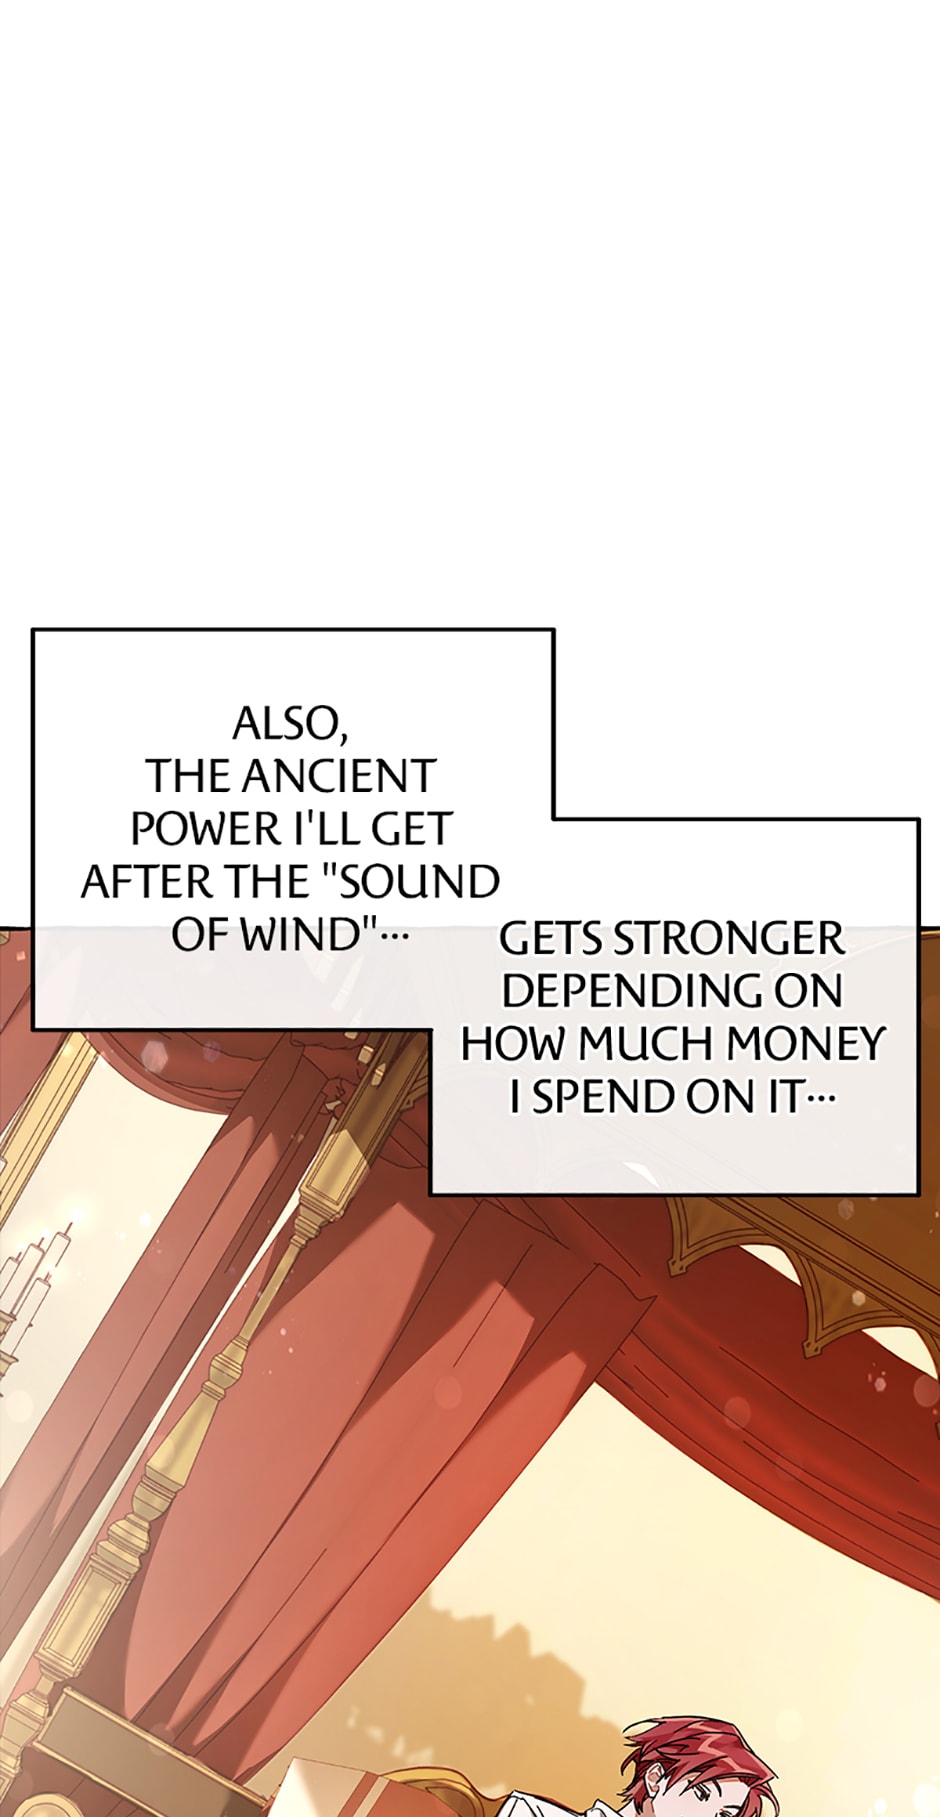 ALSO,
THE ANCIENT
POWER I'LL GET
AFTER THE "SOUND
OF WIND"...
GETS STRONGER
DEPENDING ON
HOW MUCH MONEY
I SPEND ON IT...